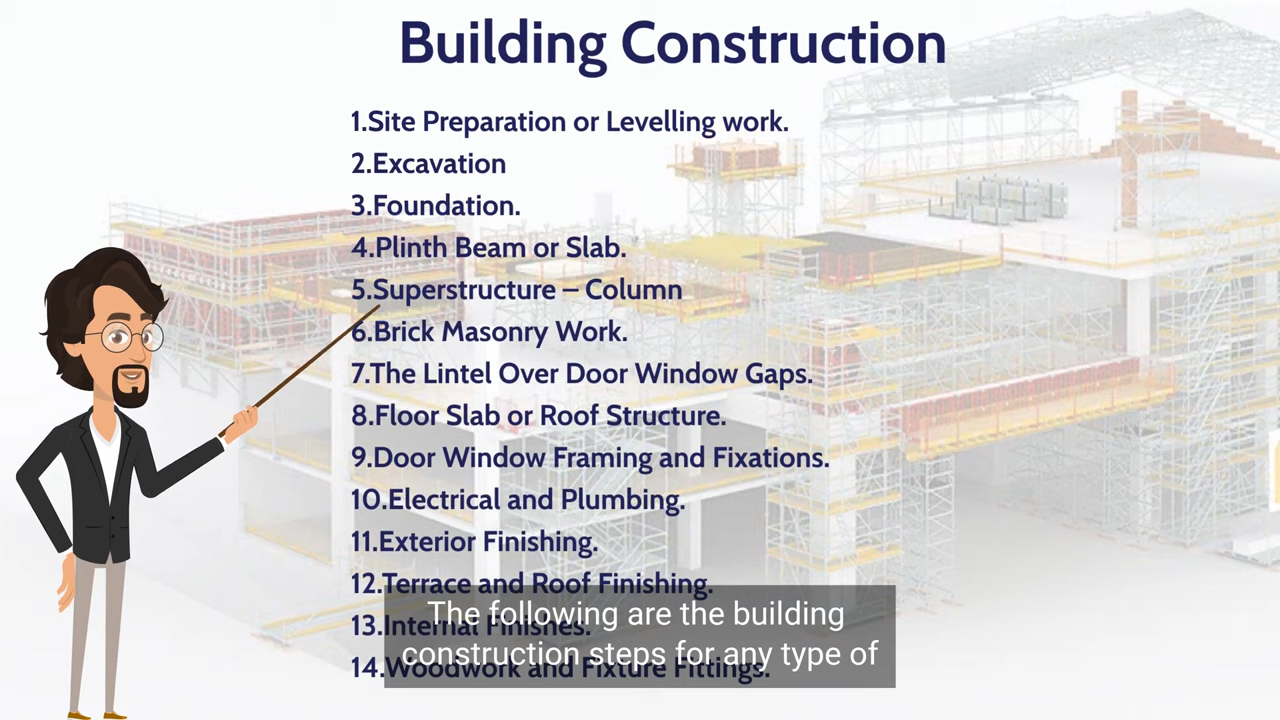 Building Construction
1.Site Preparation or Levelling work.
2.Excavation
3.Foundation.
4.Plinth Beam or Slab.
5.Superstructure – Column
6.Brick Masonry Work.
7.The Lintel Over Door Window Gaps.
8.Floor Slab or Roof Structure.
9.Door Window Framing and Fixations.
10.Electrical and Plumbing.
11.Exterior Finishing.
12.Terrace and Roof Finishing.
The following are the building
13.Internal Finishes.
construction steps for any type of
14.Woodwork and Fixture Fittings.